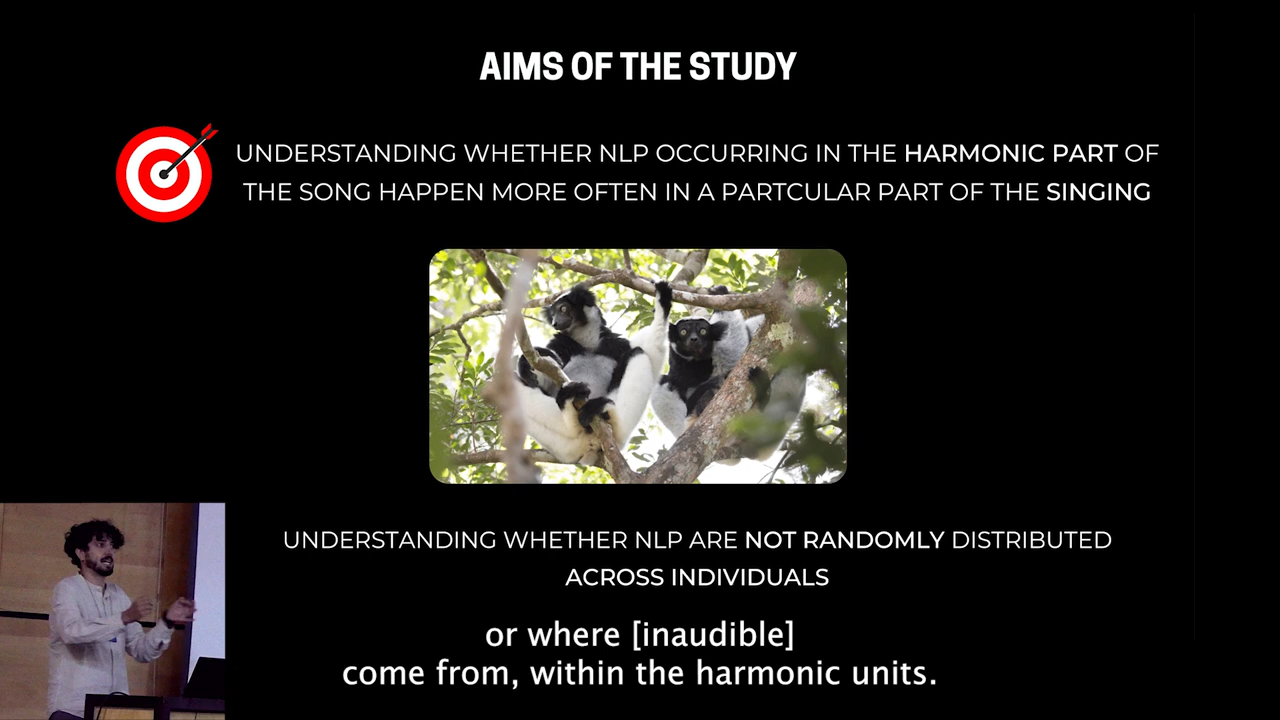 AIMS OF THE STUDY
UNDERSTANDING WHETHER NLP OCCURRING IN THE HARMONIC PART OF
THE SONG HAPPEN MORE OFTEN IN A PARTCULAR PART OF THE SINGING
UNDERSTANDING WHETHER NLP ARE NOT RANDOMLY DISTRIBUTED
ACROSS INDIVIDUALS
or where [inaudible]
come from, within the harmonic units.